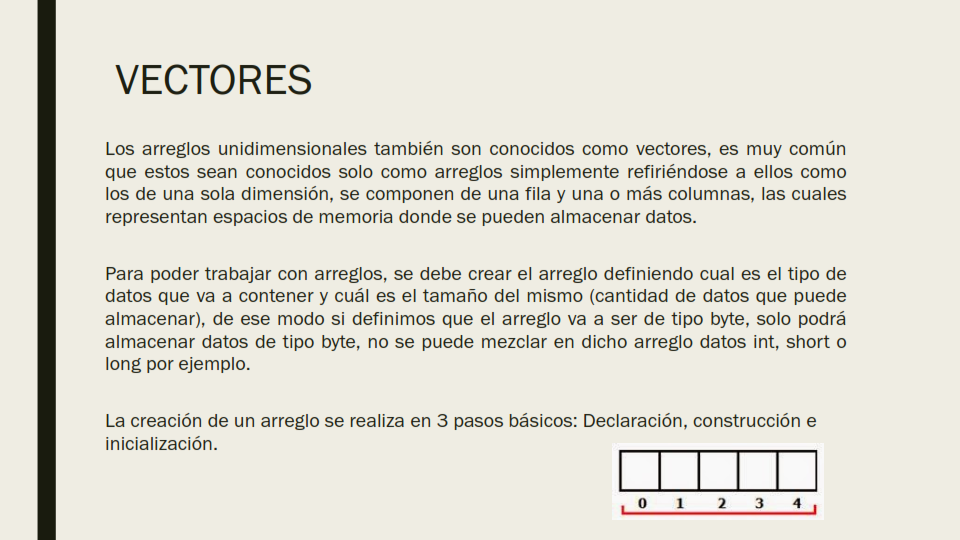 VECTORES
Los arreglos unidimensionales también son conocidos como vectores, es muy común
que estos sean conocidos solo como arreglos simplemente refiriéndose a ellos como
los de una sola dimensión, se componen de una fila y una o más columnas, las cuales
representan espacios de memoria donde se pueden almacenar datos.
Para poder trabajar con arreglos, se debe crear el arreglo definiendo cual es el tipo de
datos que va a contener y cuál es el tamaño del mismo (cantidad de datos que puede
almacenar), de ese modo si definimos que el arreglo va a ser de tipo byte, solo podrá
almacenar datos de tipo byte, no se puede mezclar en dicho arreglo datos int, short o
long por ejemplo.
La creación de un arreglo se realiza en 3 pasos básicos: Declaración, construcción e
inicialización.
0 1 2 3 4